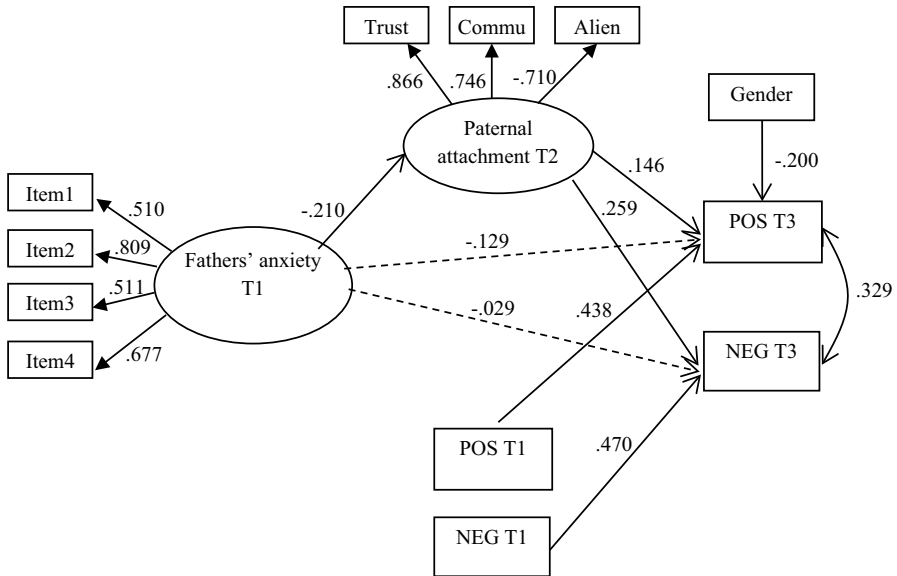 Trust
Commu
Alien
.866
.746
-.710
Gender
Paternal
attachment T2
-.200
.146
Item1
.510
-.210
.259
POS T3
Item2
.809
Fathers’ anxiety
T1
-.129
Item3
.511
.329
-.029
.438
NEG T3
Item4
.677
POS T1
.470
NEG T1